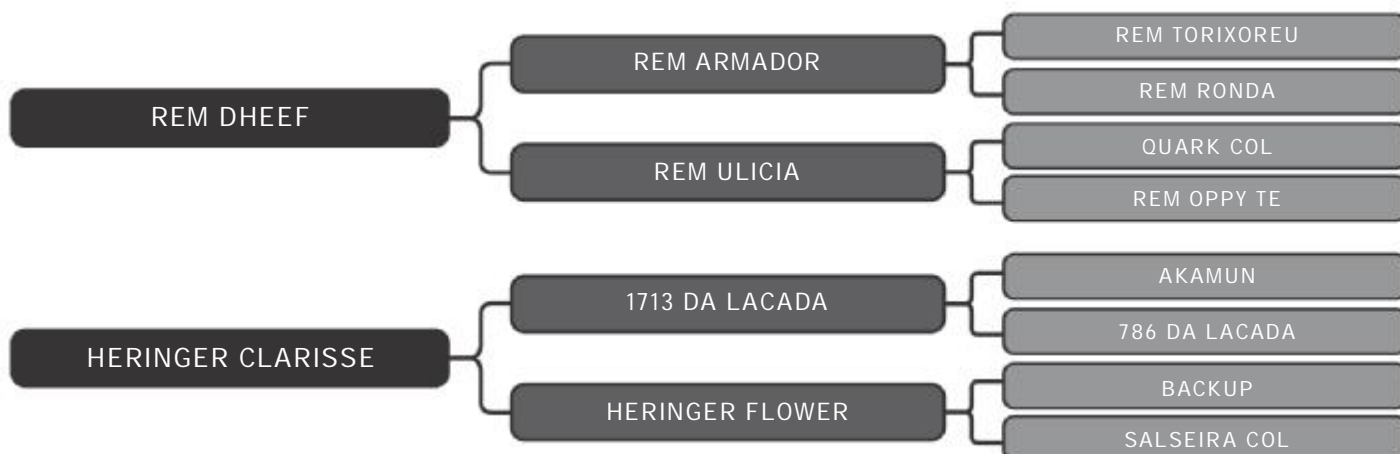 REM DHEEF
REM ARMADOR
REM TORIXOREU
REM RONDA
REM ULICIA
QUARK COL
REM OPPY TE
HERINGER CLARISSE
1713 DA LACADA
AKAMUN
786 DA LACADA
HERINGER FLOWER
BACKUP
SALSEIRA COL